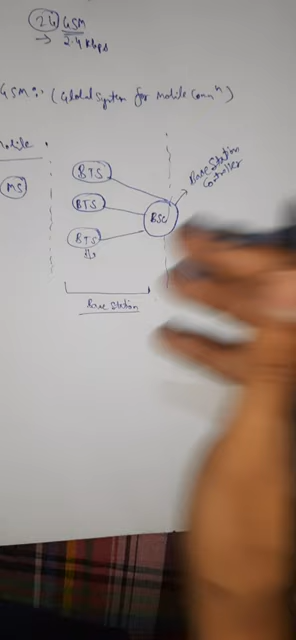 2G GSM
→ 2.4 Kbps
GSM :- (Global System for Mobile Commⁿ)
Mobile
MS
BTS
BTS
BTS
BSC
Base Station
Controller
Base Station